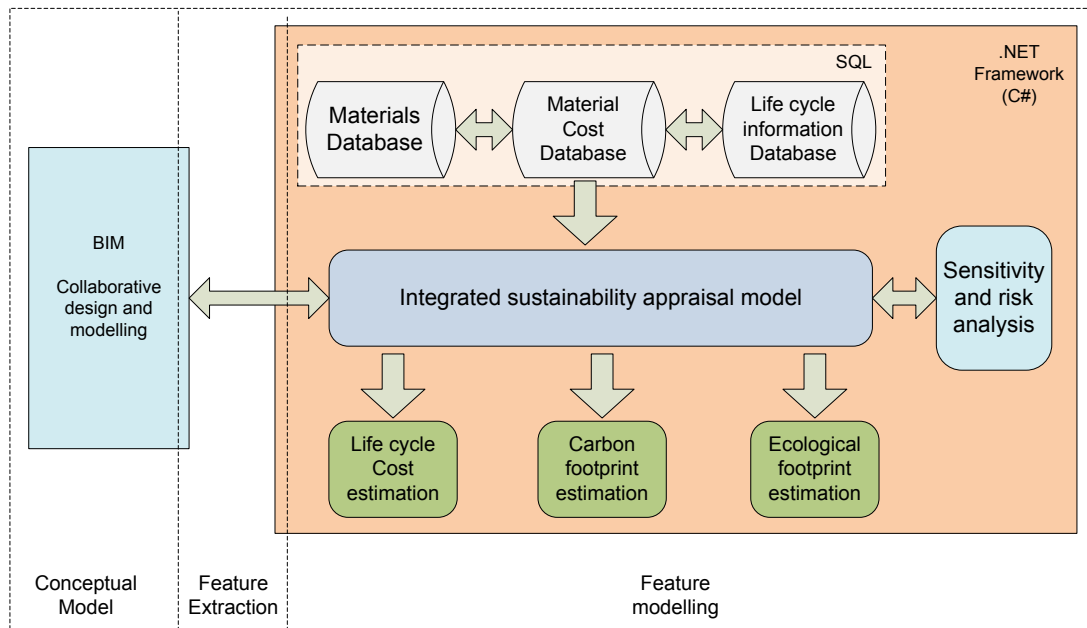 SQL
.NET
Framework
(C#)
Materials
Database
Material
Cost
Database
Life cycle
information
Database
BIM
Collaborative
design and
modelling
Integrated sustainability appraisal model
Sensitivity
and risk
analysis
Life cycle
Cost
estimation
Carbon
footprint
estimation
Ecological
footprint
estimation
Conceptual
Model
Feature
Extraction
Feature
modelling